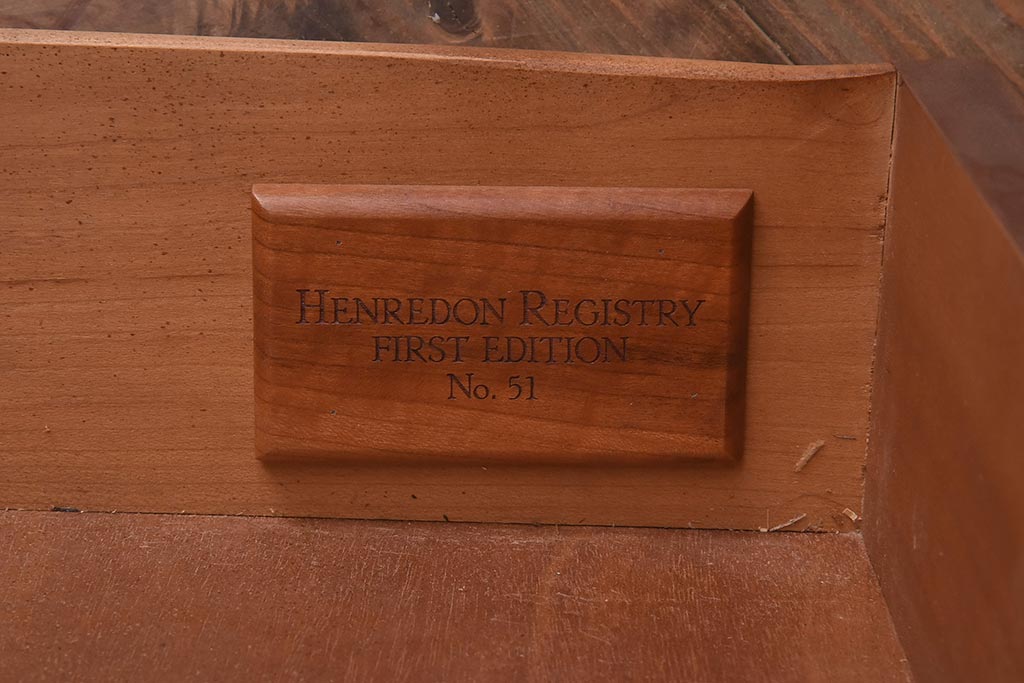 HENREDON REGISTRY
FIRST EDITION
No. 51